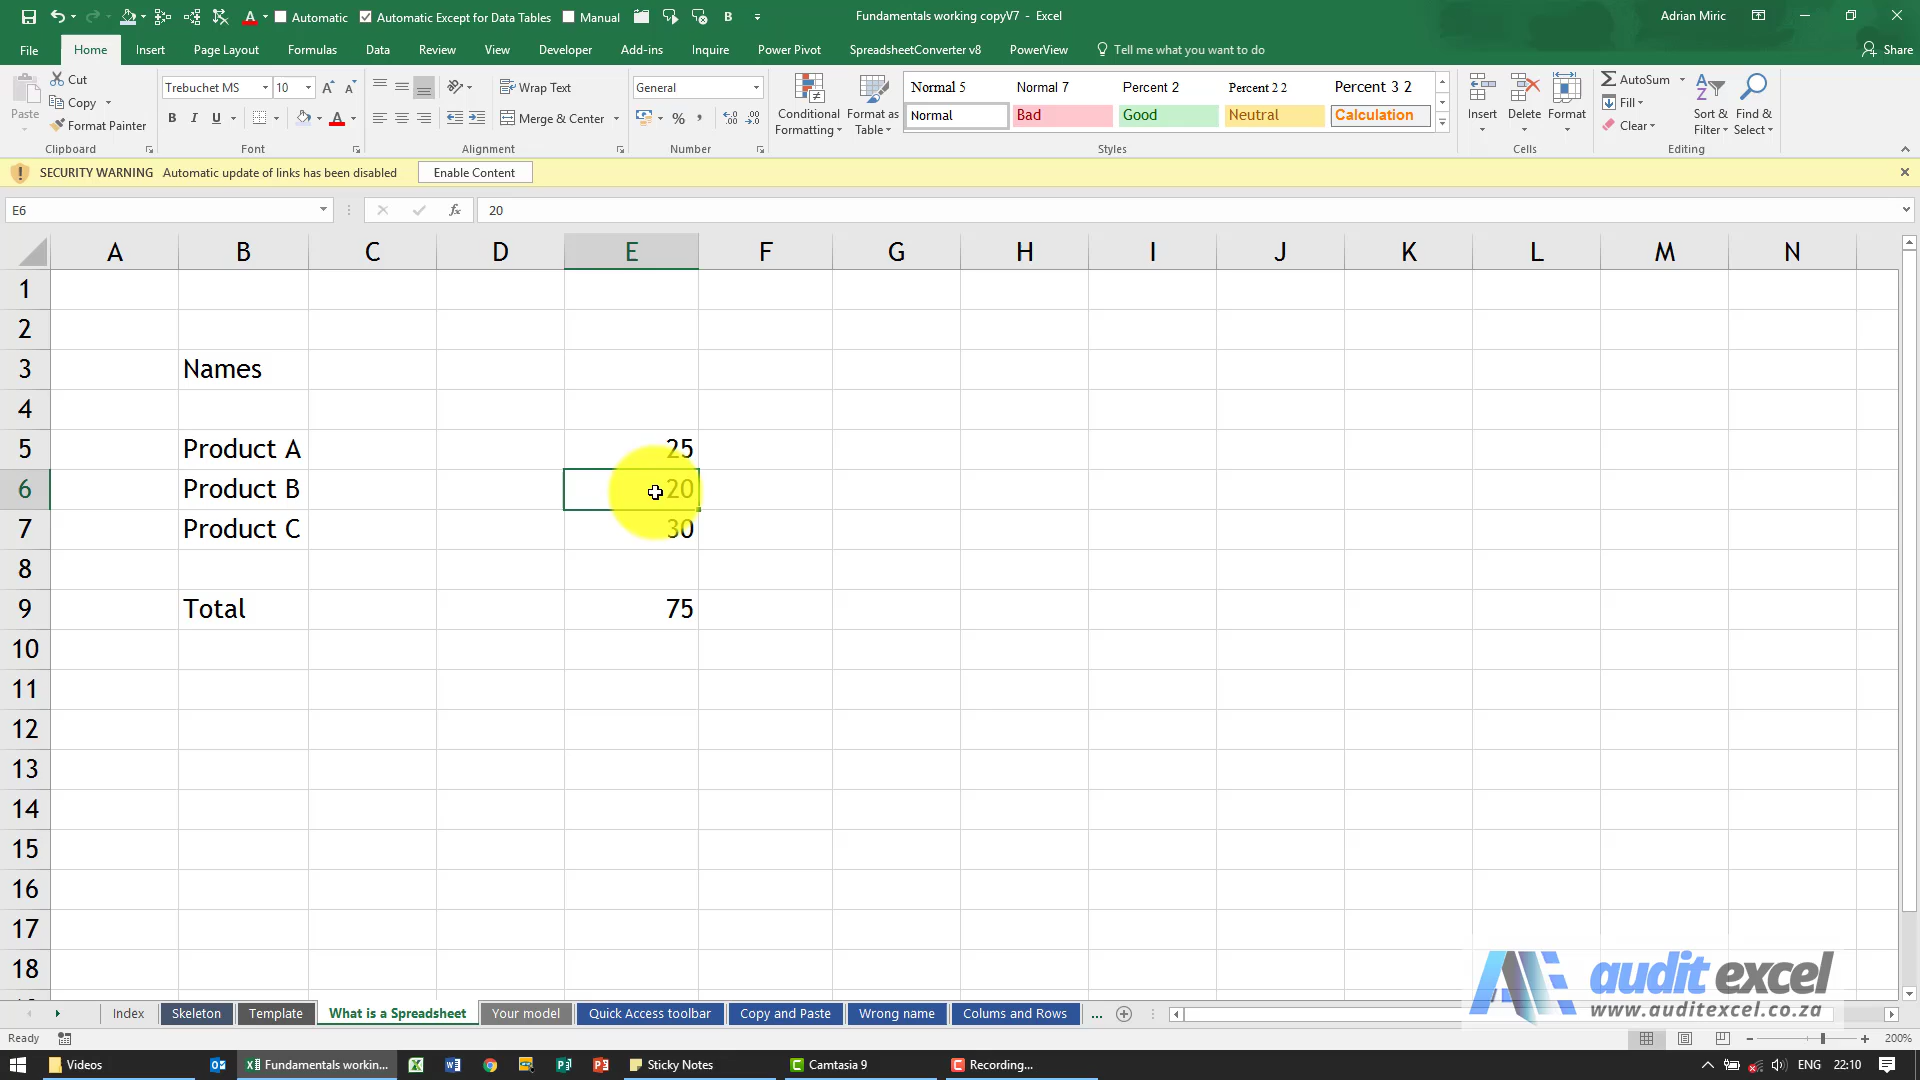 Automatic Automatic Except for Data Tables Manual B Fundamentals working copyV7 - Excel Adrian Miric
File Home Insert Page Layout Formulas Data Review View Developer Add-ins Inquire Power Pivot SpreadsheetConverter v8 PowerView Tell me what you want to do Share
Paste Cut Copy Format Painter
Clipboard
Trebuchet MS 10
B I U
Font
Wrap Text
Merge & Center
Alignment
General
%
Number
Conditional Formatting
Format as Table
Normal 5 Normal 7 Percent 2 Percent 2 2 Percent 3 2
Normal Bad Good Neutral Calculation
Styles
Insert Delete Format
Cells
AutoSum
Fill
Clear
Sort & Filter
Find & Select
Editing
SECURITY WARNING Automatic update of links has been disabled Enable Content
E6 fx 20
A B C D E F G H I J K L M N
1
2
3 Names
4
5 Product A 25
6 Product B 20
7 Product C 30
8
9 Total 75
10
11
12
13
14
15
16
17
18
audit excel
www.auditexcel.co.za
Index Skeleton Template What is a Spreadsheet Your model Quick Access toolbar Copy and Paste Wrong name Colums and Rows ...
Ready 200%
Videos Fundamentals workin... Sticky Notes Camtasia 9 Recording... ENG 22:10